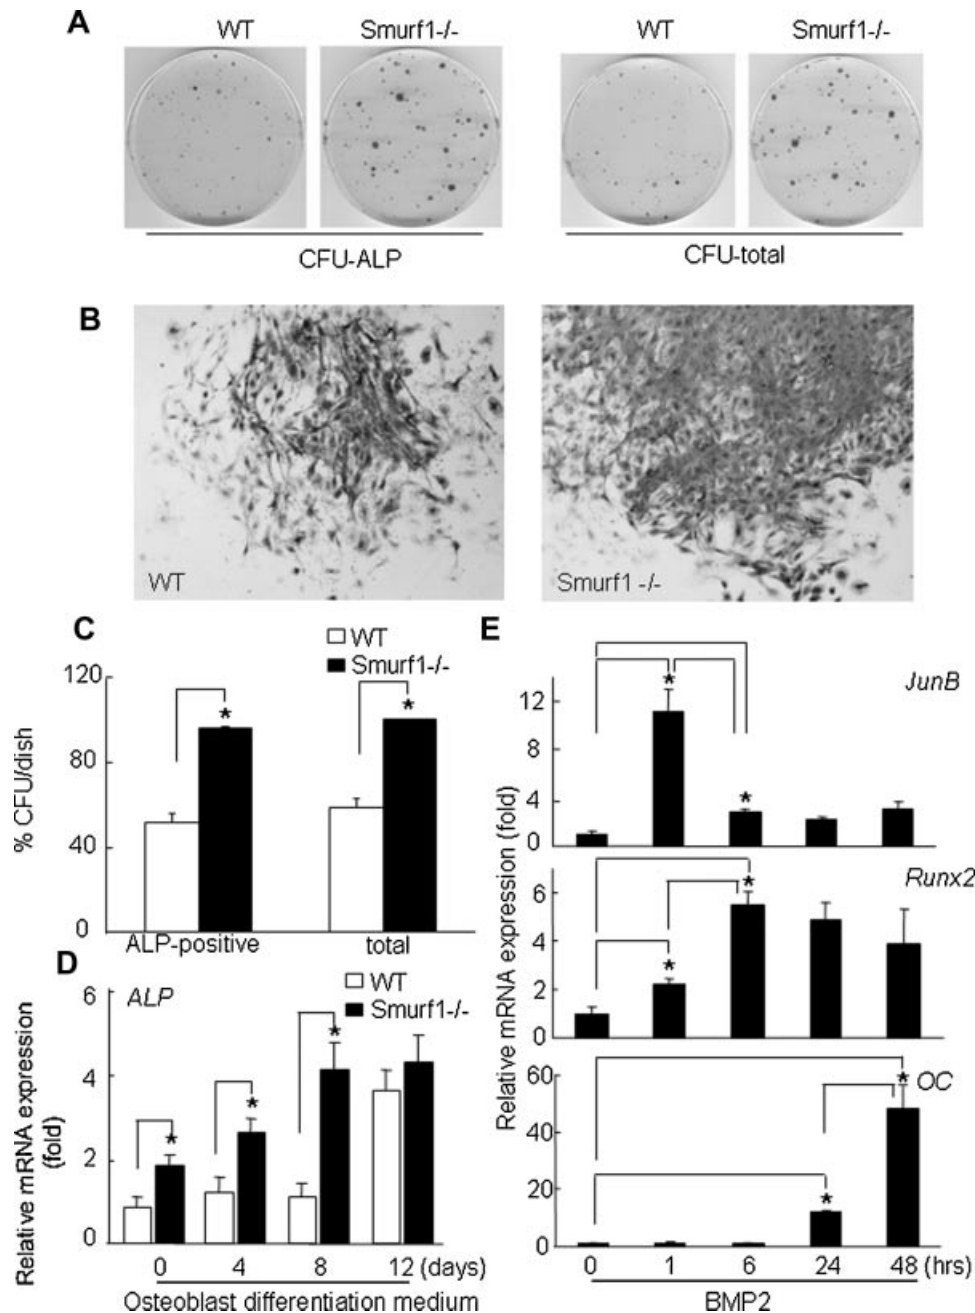 A
WT Smurf1-/- WT Smurf1-/-
CFU-ALP CFU-total
B
WT Smurf1 -/-
C
WT
Smurf1-/-
% CFU/dish
120
80
40
0
ALP-positive total
D
ALP
WT
Smurf1-/-
Relative mRNA expression
(fold)
6
4
2
0
0 4 8 12 (days)
Osteoblast differentiation medium
E
Relative mRNA expression (fold)
JunB
*
*
12
8
4
0
Runx2
*
*
6
4
2
0
OC
*
*
60
40
20
0
0 1 6 24 48 (hrs)
BMP2